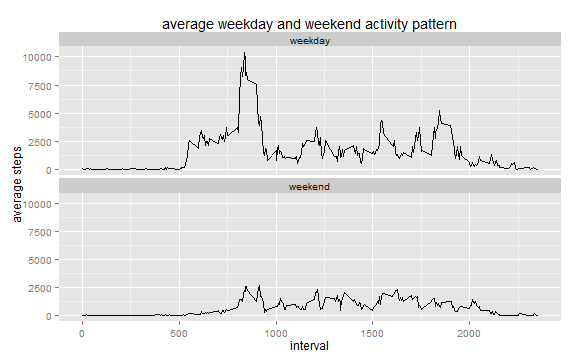 average weekday and weekend activity pattern
weekday
10000
7500
5000
2500
0
weekend
10000
7500
5000
2500
0
average steps
0 500 1000 1500 2000
interval